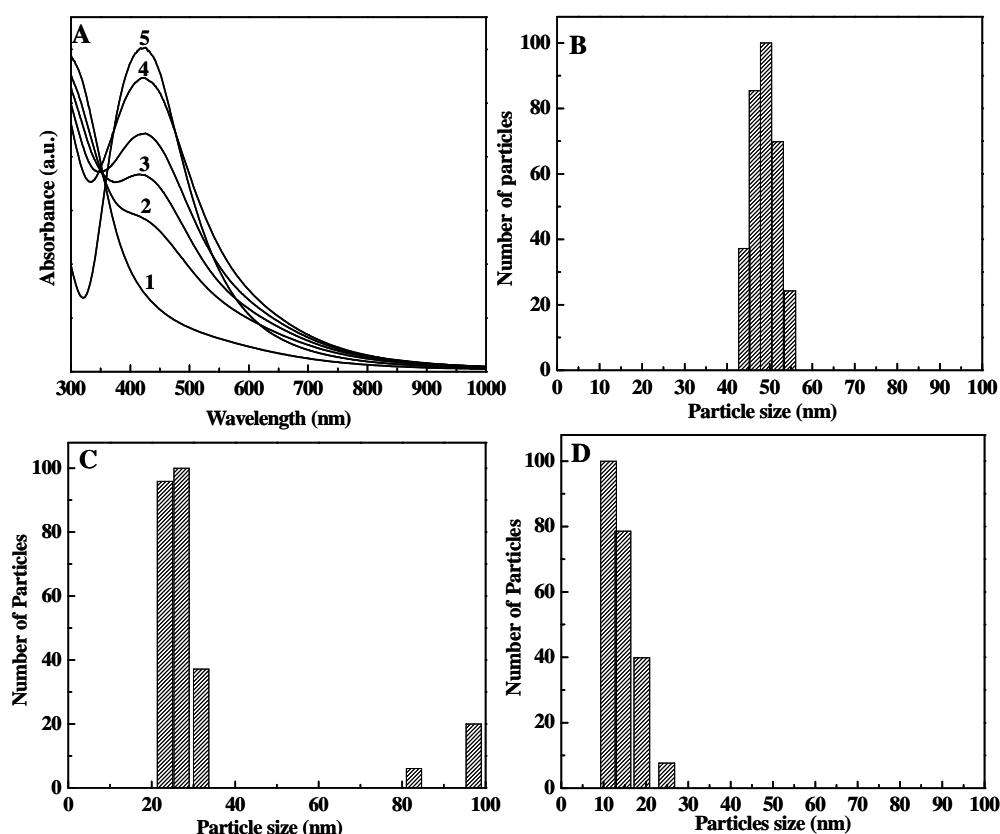 A
5
4
3
2
1
Absorbance (a.u.)
300 400 500 600 700 800 900 1000
Wavelength (nm)
B
100
80
60
40
20
0
Number of particles
0 10 20 30 40 50 60 70 80 90 100
Particle size (nm)
C
100
80
60
40
20
0
Number of Particles
0 20 40 60 80 100
Particle size (nm)
D
100
80
60
40
20
0
Number of Particles
0 10 20 30 40 50 60 70 80 90 100
Particles size (nm)